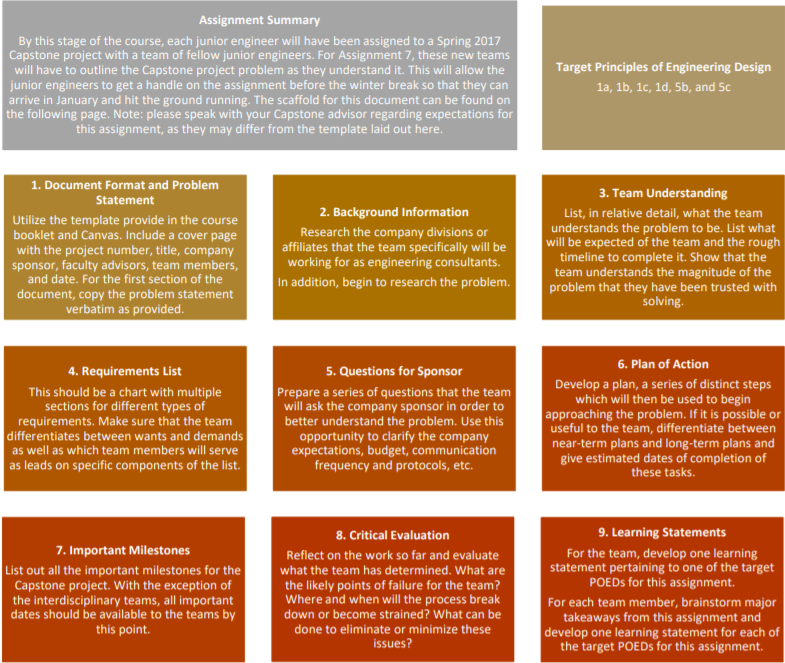 Assignment Summary
By this stage of the course, each junior engineer will have been assigned to a Spring 2017
Capstone project with a team of fellow junior engineers. For Assignment 7, these new teams
will have to outline the Capstone project problem as they understand it. This will allow the
junior engineers to get a handle on the assignment before the winter break so that they can
arrive in January and hit the ground running. The scaffold for this document can be found on
the following page. Note: please speak with your Capstone advisor regarding expectations for
this assignment, as they may differ from the template laid out here.
Target Principles of Engineering Design
1a, 1b, 1c, 1d, 5b, and 5c
1. Document Format and Problem
Statement
Utilize the template provide in the course
booklet and Canvas. Include a cover page
with the project number, title, company
sponsor, faculty advisors, team members,
and date. For the first section of the
document, copy the problem statement
verbatim as provided.
2. Background Information
Research the company divisions or
affiliates that the team specifically will be
working for as engineering consultants.
In addition, begin to research the problem.
3. Team Understanding
List, in relative detail, what the team
understands the problem to be. List what
will be expected of the team and the rough
timeline to complete it. Show that the
team understands the magnitude of the
problem that they have been trusted with
solving.
4. Requirements List
This should be a chart with multiple
sections for different types of
requirements. Make sure that the team
differentiates between wants and demands
as well as which team members will serve
as leads on specific components of the list.
5. Questions for Sponsor
Prepare a series of questions that the team
will ask the company sponsor in order to
better understand the problem. Use this
opportunity to clarify the company
expectations, budget, communication
frequency and protocols, etc.
6. Plan of Action
Develop a plan, a series of distinct steps
which will then be used to begin
approaching the problem. If it is possible or
useful to the team, differentiate between
near-term plans and long-term plans and
give estimated dates of completion of
these tasks.
7. Important Milestones
List out all the important milestones for the
Capstone project. With the exception of
the interdisciplinary teams, all important
dates should be available to the teams by
this point.
8. Critical Evaluation
Reflect on the work so far and evaluate
what the team has determined. What are
the likely points of failure for the team?
Where and when will the process break
down or become strained? What can be
done to eliminate or minimize these
issues?
9. Learning Statements
For the team, develop one learning
statement pertaining to one of the target
POEDs for this assignment.
For each team member, brainstorm major
takeaways from this assignment and
develop one learning statement for each of
the target POEDs for this assignment.